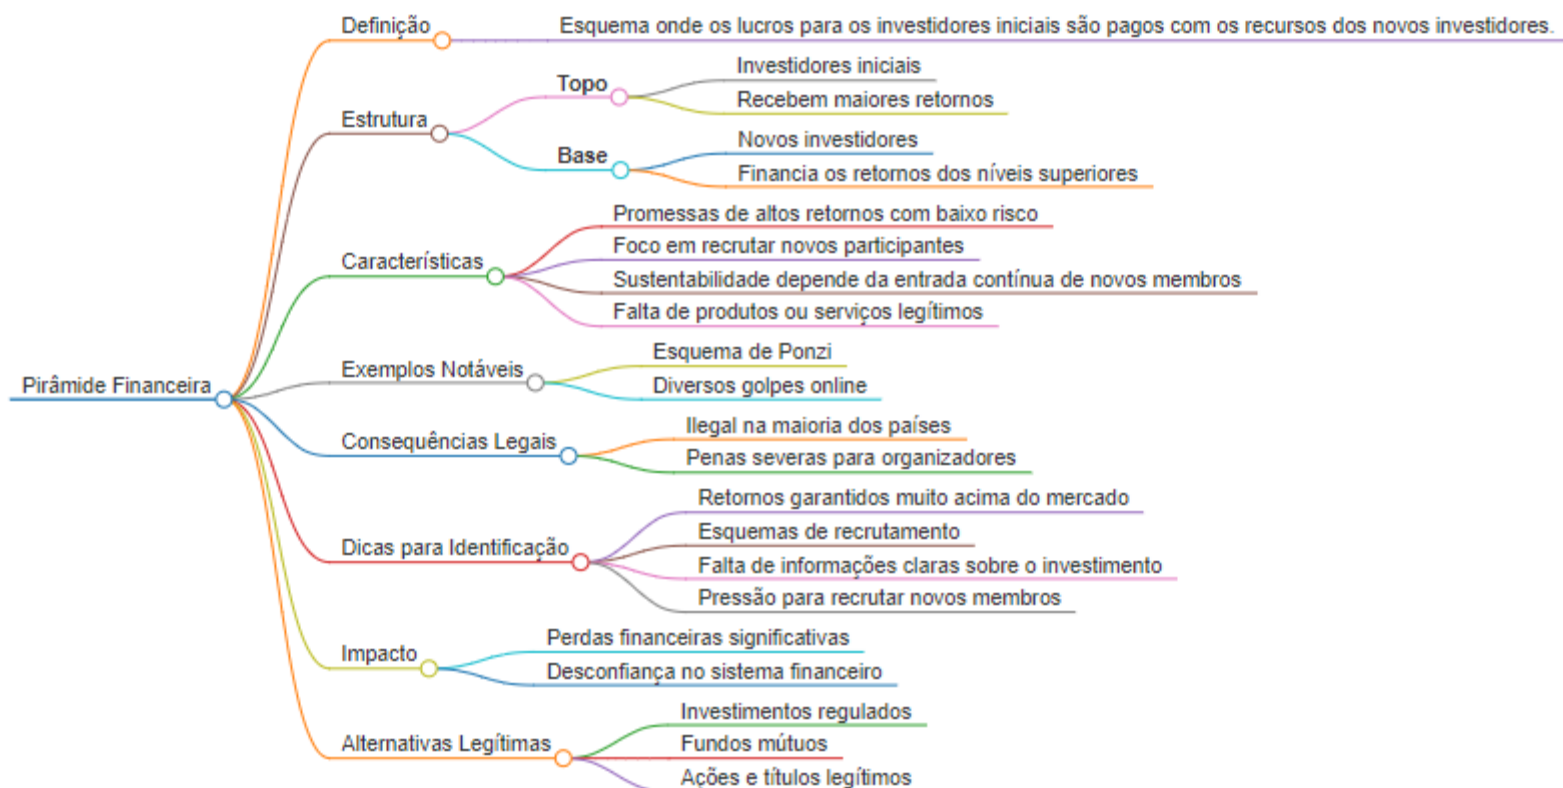 Pirâmide Financeira
Definição
Esquema onde os lucros para os investidores iniciais são pagos com os recursos dos novos investidores.
Estrutura
Topo
Investidores iniciais
Recebem maiores retornos
Base
Novos investidores
Financia os retornos dos níveis superiores
Características
Promessas de altos retornos com baixo risco
Foco em recrutar novos participantes
Sustentabilidade depende da entrada contínua de novos membros
Falta de produtos ou serviços legítimos
Exemplos Notáveis
Esquema de Ponzi
Diversos golpes online
Consequências Legais
Ilegal na maioria dos países
Penas severas para organizadores
Dicas para Identificação
Retornos garantidos muito acima do mercado
Esquemas de recrutamento
Falta de informações claras sobre o investimento
Pressão para recrutar novos membros
Impacto
Perdas financeiras significativas
Desconfiança no sistema financeiro
Alternativas Legítimas
Investimentos regulados
Fundos mútuos
Ações e títulos legítimos